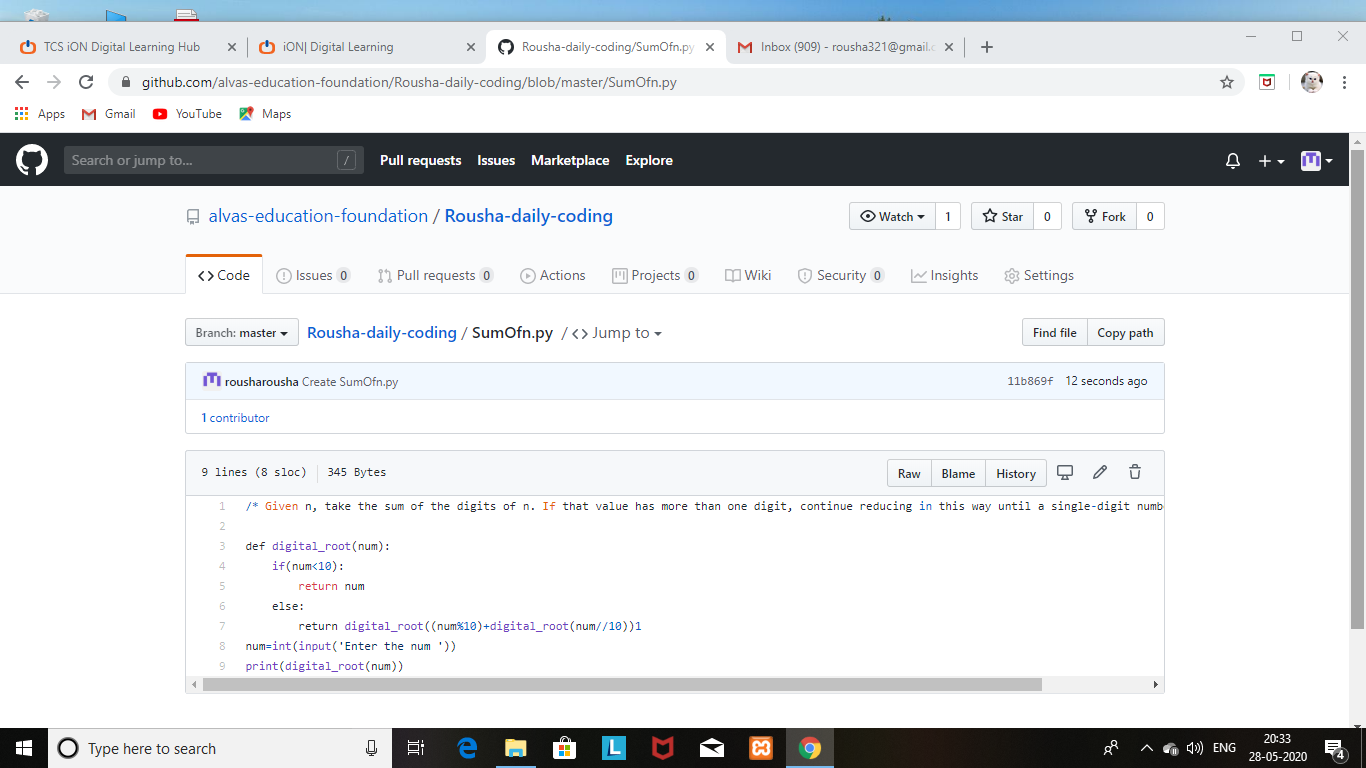 TCS iON Digital Learning Hub
iON| Digital Learning
Rousha-daily-coding/SumOfn.py
Inbox (909) - rousha321@gmail.c
github.com/alvas-education-foundation/Rousha-daily-coding/blob/master/SumOfn.py
Apps Gmail YouTube Maps
Search or jump to... / Pull requests Issues Marketplace Explore
alvas-education-foundation / Rousha-daily-coding
Watch 1 Star 0 Fork 0
Code Issues 0 Pull requests 0 Actions Projects 0 Wiki Security 0 Insights Settings
Branch: master Rousha-daily-coding / SumOfn.py / <> Jump to
Find file Copy path
rousharousha Create SumOfn.py 11b869f 12 seconds ago
1 contributor
9 lines (8 sloc) 345 Bytes Raw Blame History
1 /* Given n, take the sum of the digits of n. If that value has more than one digit, continue reducing in this way until a single-digit numb
2
3 def digital_root(num):
4 if(num<10):
5 return num
6 else:
7 return digital_root((num%10)+digital_root(num//10))1
8 num=int(input('Enter the num '))
9 print(digital_root(num))
Type here to search
L
ENG
20:33
28-05-2020
4